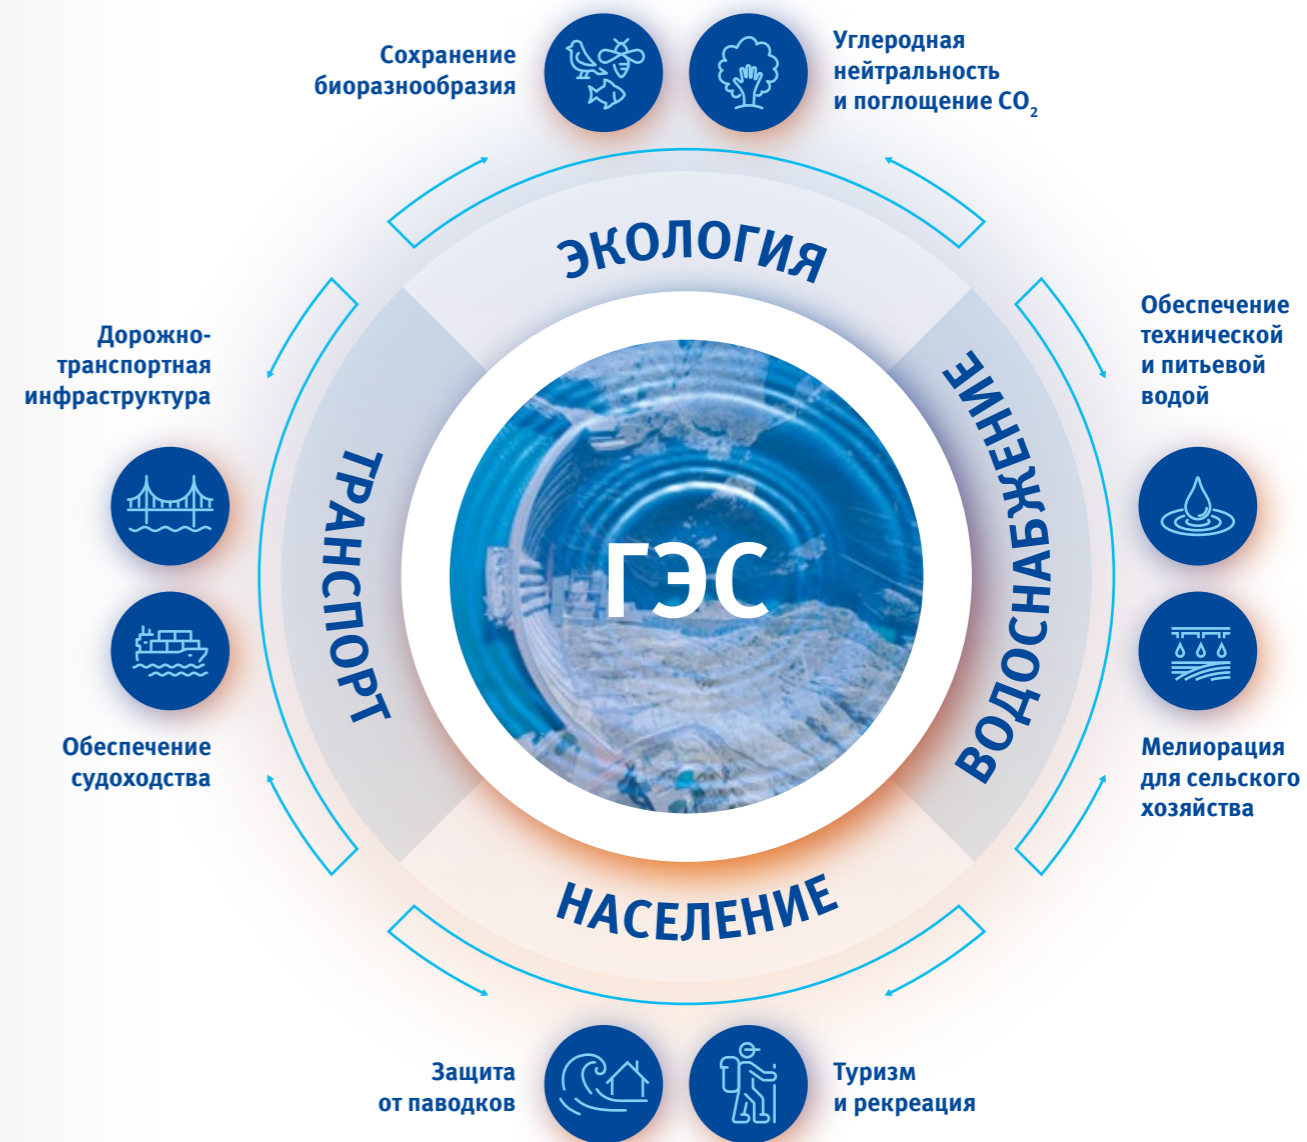 Сохранение
биоразнообразия
Углеродная
нейтральность
и поглощение CO₂
ЭКОЛОГИЯ
Дорожно-
транспортная
инфраструктура
Обеспечение
судоходства
ТРАНСПОРТ
ГЭС
ВОДОСНАБЖЕНИЕ
Обеспечение
технической
и питьевой
водой
Мелиорация
для сельского
хозяйства
НАСЕЛЕНИЕ
Защита
от паводков
Туризм
и рекреация